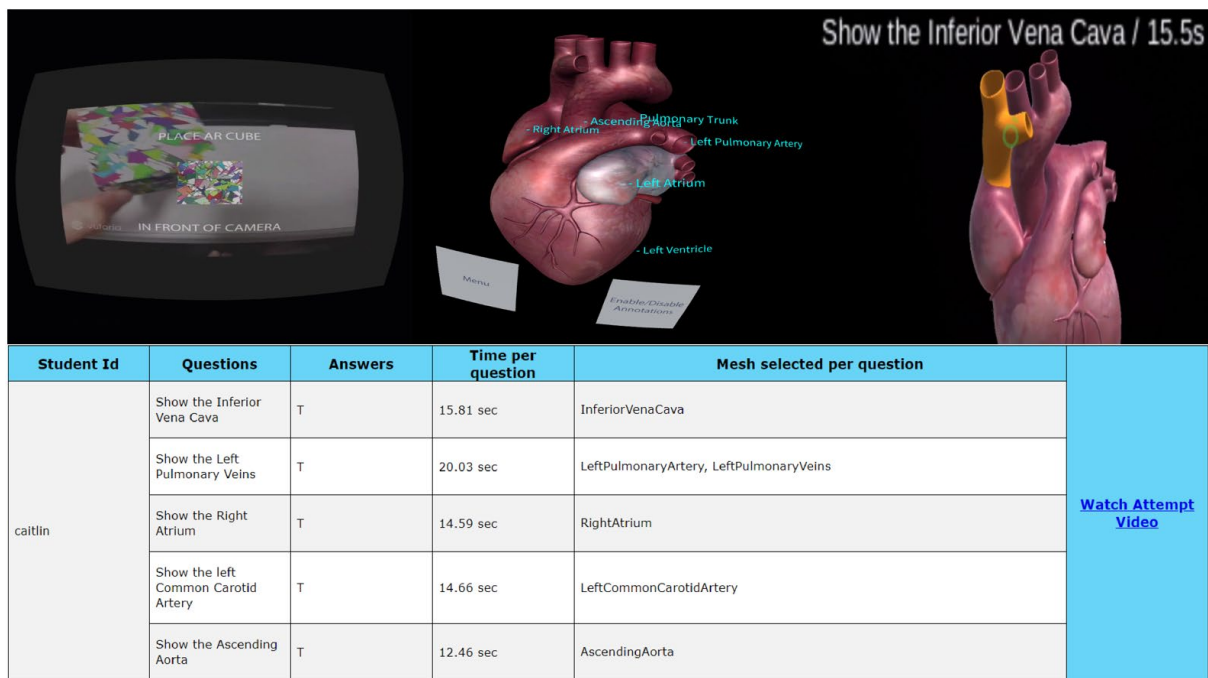 PLACE AR CUBE
IN FRONT OF CAMERA
vuforia
- Ascending Aorta
Pulmonary Trunk
- Right Atrium
Left Pulmonary Artery
- Left Atrium
- Left Ventricle
Menu
Enable/Disable
Annotations
Show the Inferior Vena Cava / 15.5s
Student Id
Questions
Answers
Time per
question
Mesh selected per question
caitlin
Show the Inferior
Vena Cava
T
15.81 sec
InferiorVenaCava
Show the Left
Pulmonary Veins
T
20.03 sec
LeftPulmonaryArtery, LeftPulmonaryVeins
Show the Right
Atrium
T
14.59 sec
RightAtrium
Show the left
Common Carotid
Artery
T
14.66 sec
LeftCommonCarotidArtery
Show the Ascending
Aorta
T
12.46 sec
AscendingAorta
Watch Attempt
Video